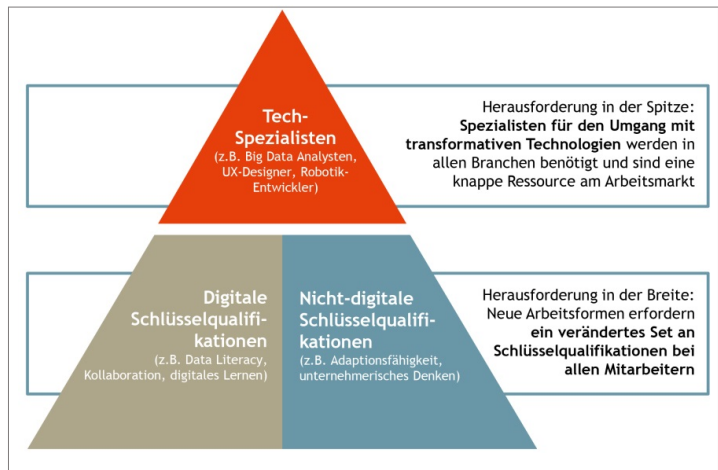 Tech-
Spezialisten
(z.B. Big Data Analysten,
UX-Designer, Robotik-
Entwickler)
Herausforderung in der Spitze:
Spezialisten für den Umgang mit
transformativen Technologien werden in
allen Branchen benötigt und sind eine
knappe Ressource am Arbeitsmarkt
Digitale
Schlüsselqualifi-
kationen
(z.B. Data Literacy,
Kollaboration, digitales Lernen)
Nicht-digitale
Schlüsselqualifi-
kationen
(z.B. Adaptionsfähigkeit,
unternehmerisches Denken)
Herausforderung in der Breite:
Neue Arbeitsformen erfordern
ein verändertes Set an
Schlüsselqualifikationen bei
allen Mitarbeitern